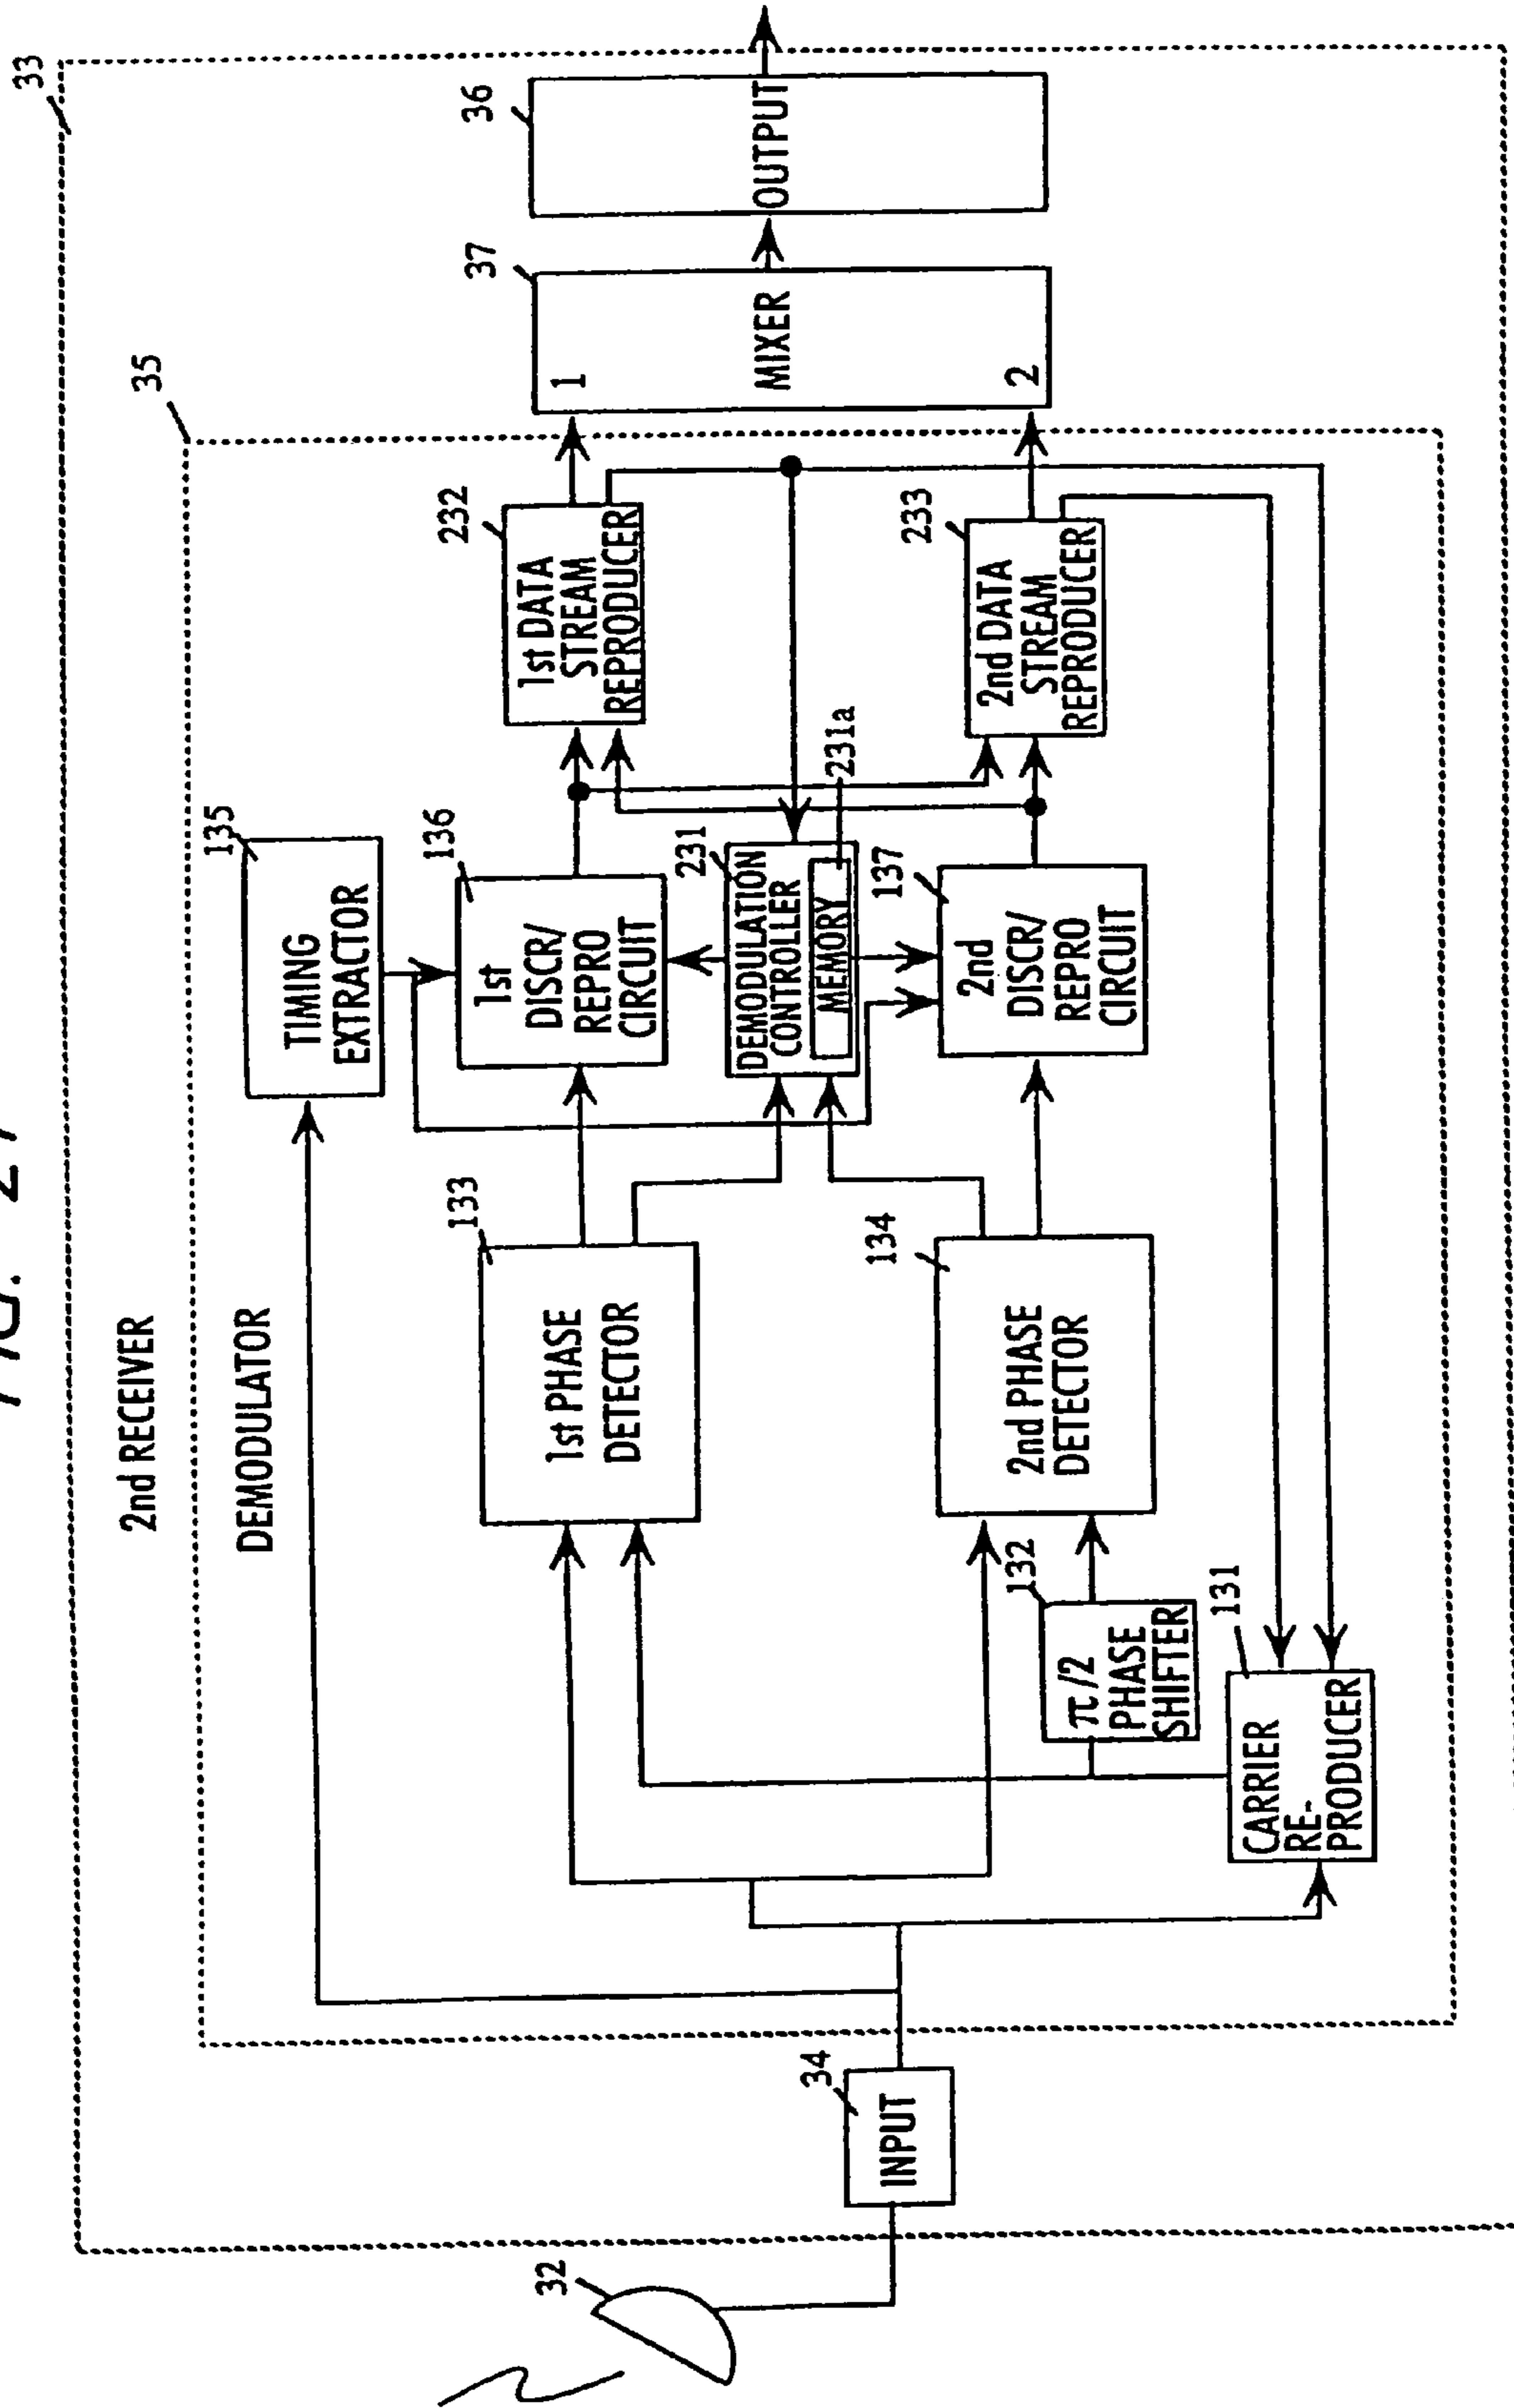 33
2nd RECEIVER
35
DEMODULATOR
135
TIMING
EXTRACTOR
32
34
INPUT
133
1st PHASE
DETECTOR
136
1st
DISCR/
REPRO
CIRCUIT
232
1st DATA
STREAM
REPRODUCER
37
1
MIXER
2
36
OUTPUT
231
DEMODULATION
CONTROLLER
MEMORY
231a
134
2nd PHASE
DETECTOR
137
2nd
DISCR/
REPRO
CIRCUIT
233
2nd DATA
STREAM
REPRODUCER
132
π/2
PHASE
SHIFTER
131
CARRIER
RE-
PRODUCER